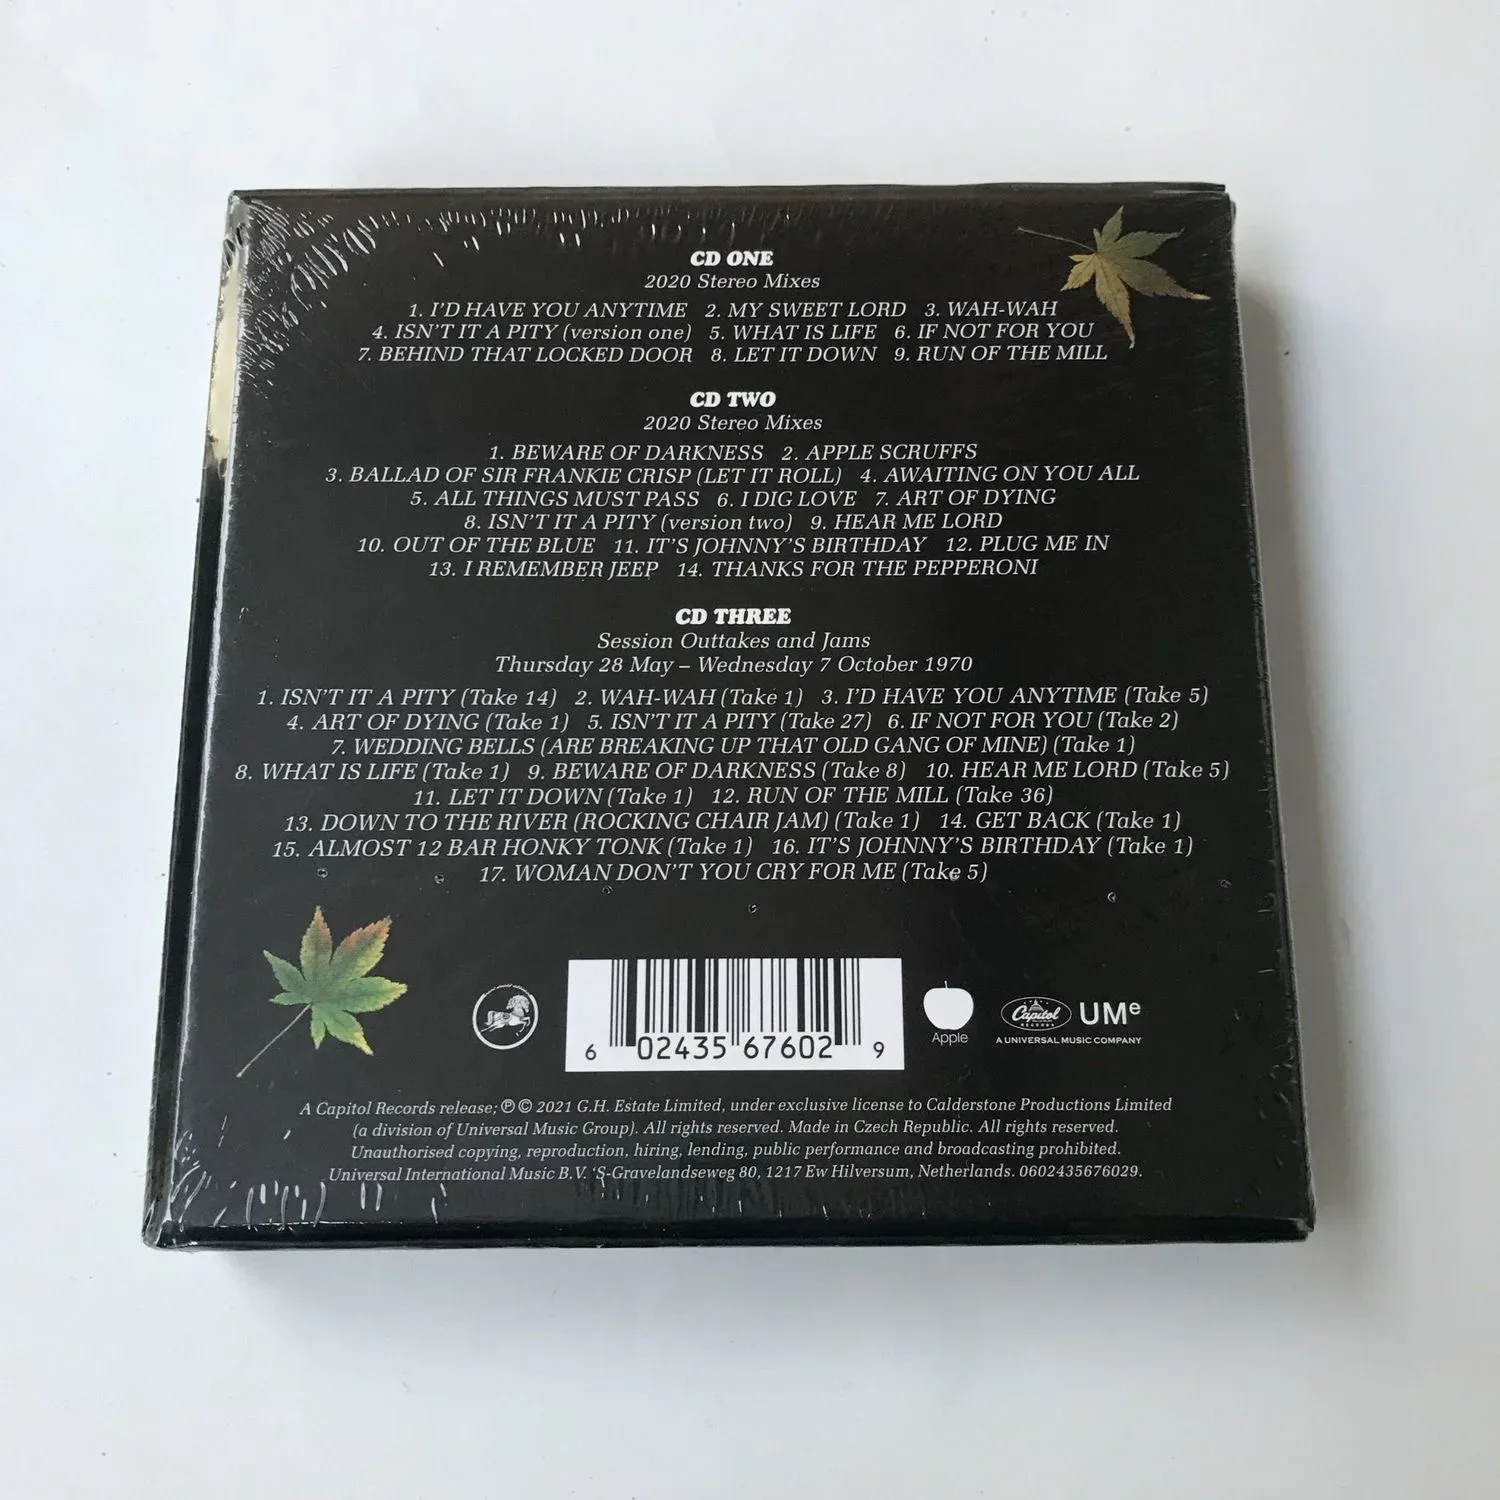 CD ONE
2020 Stereo Mixes
1. I'D HAVE YOU ANYTIME 2. MY SWEET LORD 3. WAH-WAH
4. ISN'T IT A PITY (version one) 5. WHAT IS LIFE 6. IF NOT FOR YOU
7. BEHIND THAT LOCKED DOOR 8. LET IT DOWN 9. RUN OF THE MILL
CD TWO
2020 Stereo Mixes
1. BEWARE OF DARKNESS 2. APPLE SCRUFFS
3. BALLAD OF SIR FRANKIE CRISP (LET IT ROLL) 4. AWAITING ON YOU ALL
5. ALL THINGS MUST PASS 6. I DIG LOVE 7. ART OF DYING
8. ISN'T IT A PITY (version two) 9. HEAR ME LORD
10. OUT OF THE BLUE 11. IT'S JOHNNY'S BIRTHDAY 12. PLUG ME IN
13. I REMEMBER JEEP 14. THANKS FOR THE PEPPERONI
CD THREE
Session Outtakes and Jams
Thursday 28 May – Wednesday 7 October 1970
1. ISN'T IT A PITY (Take 14) 2. WAH-WAH (Take 1) 3. I'D HAVE YOU ANYTIME (Take 5)
4. ART OF DYING (Take 1) 5. ISN'T IT A PITY (Take 27) 6. IF NOT FOR YOU (Take 2)
7. WEDDING BELLS (ARE BREAKING UP THAT OLD GANG OF MINE) (Take 1)
8. WHAT IS LIFE (Take 1) 9. BEWARE OF DARKNESS (Take 8) 10. HEAR ME LORD (Take 5)
11. LET IT DOWN (Take 1) 12. RUN OF THE MILL (Take 36)
13. DOWN TO THE RIVER (ROCKING CHAIR JAM) (Take 1) 14. GET BACK (Take 1)
15. ALMOST 12 BAR HONKY TONK (Take 1) 16. IT'S JOHNNY'S BIRTHDAY (Take 1)
17. WOMAN DON'T YOU CRY FOR ME (Take 5)
6 02435 67602 9
Apple
Capitol
RECORDS
UMe
A UNIVERSAL MUSIC COMPANY
A Capitol Records release; ℗ © 2021 G.H. Estate Limited, under exclusive license to Calderstone Productions Limited
(a division of Universal Music Group). All rights reserved. Made in Czech Republic. All rights reserved.
Unauthorised copying, reproduction, hiring, lending, public performance and broadcasting prohibited.
Universal International Music B.V. 'S-Gravelandseweg 80, 1217 Ew Hilversum, Netherlands. 0602435676029.